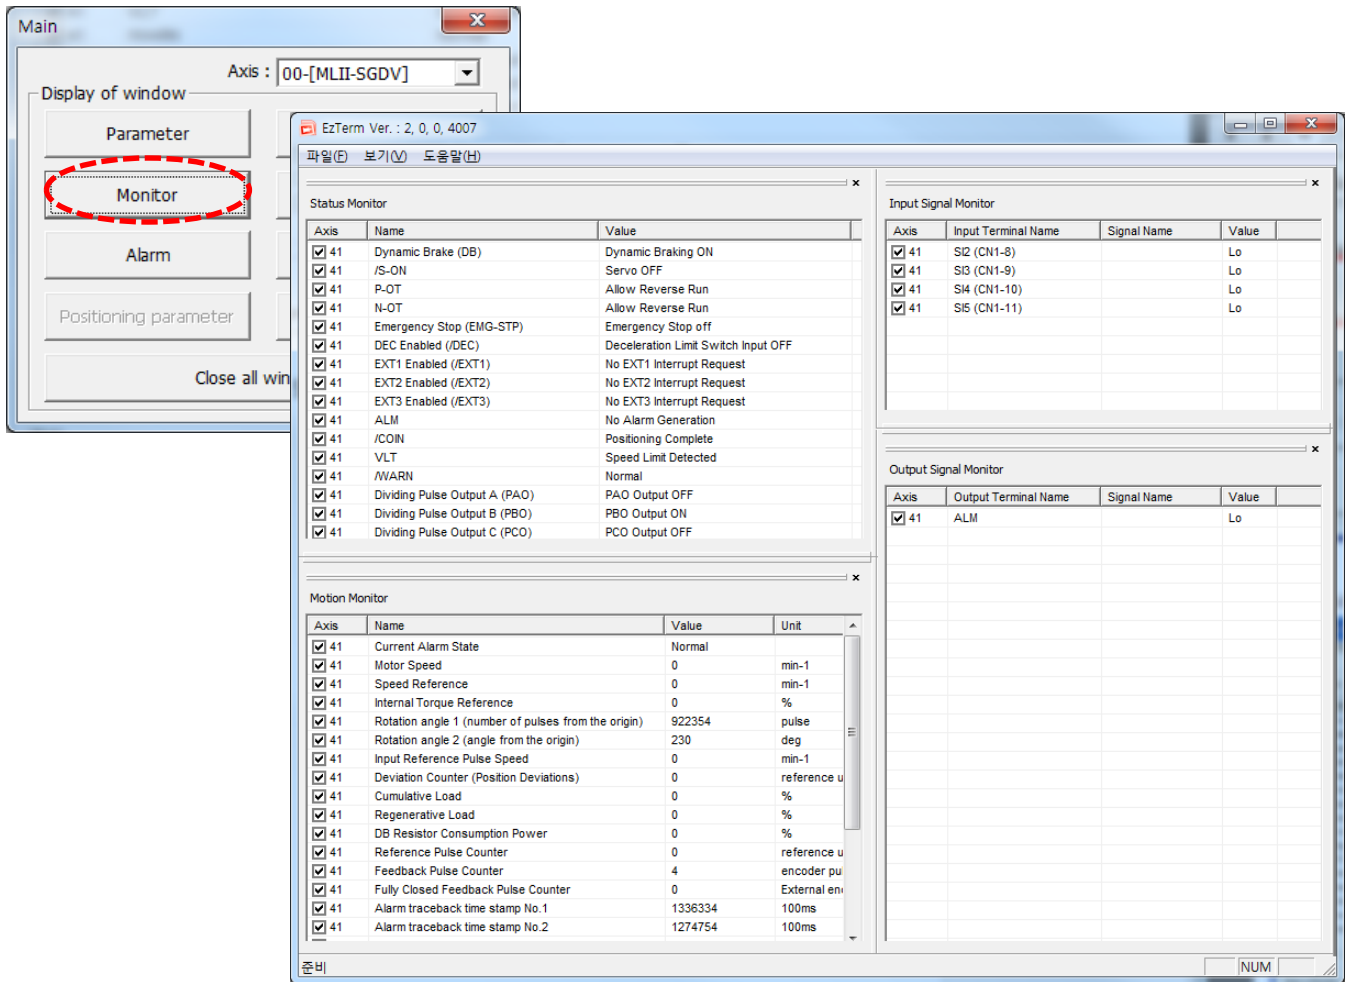 Main
Axis : 00-[MLII-SGDV]
Display of window
Parameter
Monitor
Alarm
Positioning parameter
Close all win
EzTerm Ver. : 2, 0, 0, 4007
파일(F) 보기(V) 도움말(H)
Status Monitor
Axis Name Value
41 Dynamic Brake (DB) Dynamic Braking ON
41 /S-ON Servo OFF
41 P-OT Allow Reverse Run
41 N-OT Allow Reverse Run
41 Emergency Stop (EMG-STP) Emergency Stop off
41 DEC Enabled (/DEC) Deceleration Limit Switch Input OFF
41 EXT1 Enabled (/EXT1) No EXT1 Interrupt Request
41 EXT2 Enabled (/EXT2) No EXT2 Interrupt Request
41 EXT3 Enabled (/EXT3) No EXT3 Interrupt Request
41 ALM No Alarm Generation
41 /COIN Positioning Complete
41 VLT Speed Limit Detected
41 /WARN Normal
41 Dividing Pulse Output A (PAO) PAO Output OFF
41 Dividing Pulse Output B (PBO) PBO Output ON
41 Dividing Pulse Output C (PCO) PCO Output OFF
Motion Monitor
Axis Name Value Unit
41 Current Alarm State Normal
41 Motor Speed 0 min-1
41 Speed Reference 0 min-1
41 Internal Torque Reference 0 %
41 Rotation angle 1 (number of pulses from the origin) 922354 pulse
41 Rotation angle 2 (angle from the origin) 230 deg
41 Input Reference Pulse Speed 0 min-1
41 Deviation Counter (Position Deviations) 0 reference u
41 Cumulative Load 0 %
41 Regenerative Load 0 %
41 DB Resistor Consumption Power 0 %
41 Reference Pulse Counter 0 reference u
41 Feedback Pulse Counter 4 encoder pul
41 Fully Closed Feedback Pulse Counter 0 External en
41 Alarm traceback time stamp No.1 1336334 100ms
41 Alarm traceback time stamp No.2 1274754 100ms
Input Signal Monitor
Axis Input Terminal Name Signal Name Value
41 SI2 (CN1-8) Lo
41 SI3 (CN1-9) Lo
41 SI4 (CN1-10) Lo
41 SI5 (CN1-11) Lo
Output Signal Monitor
Axis Output Terminal Name Signal Name Value
41 ALM Lo
준비 NUM